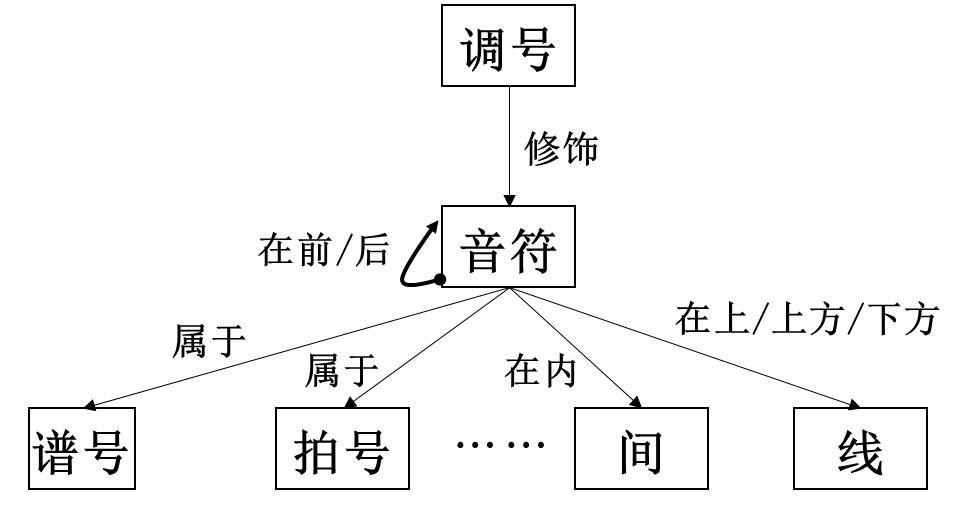 调号
修饰
在前/后
音符
在上/上方/下方
属于
属于
在内
谱号
拍号
……
间
线